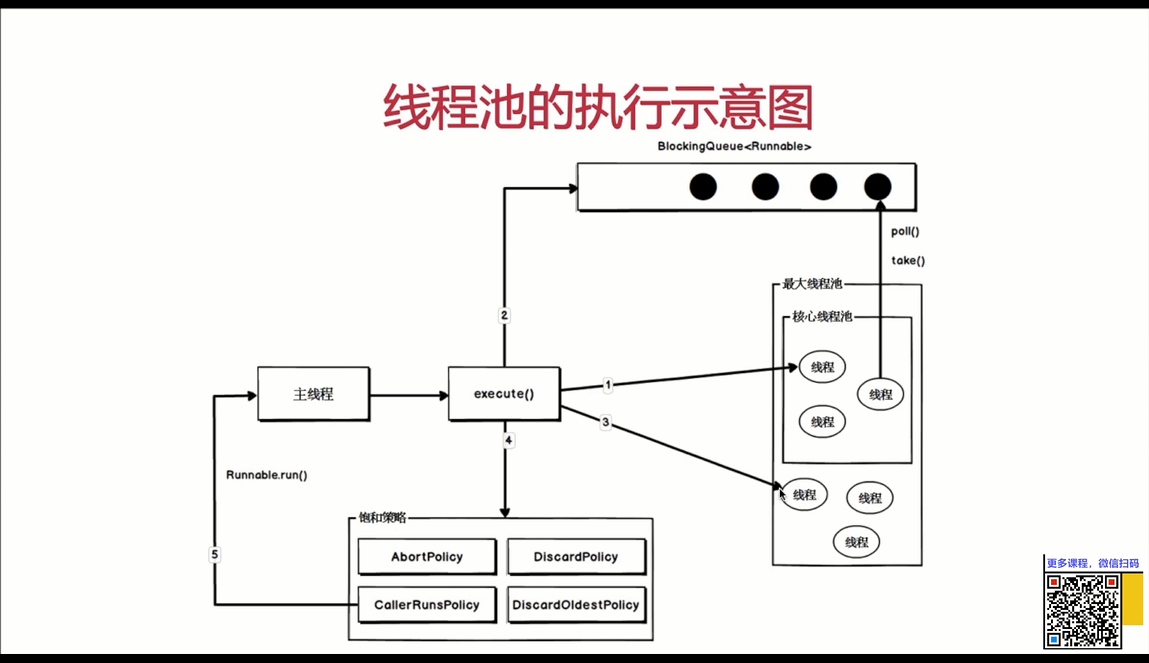 线程池的执行示意图
BlockingQueue<Runnable>
poll()
take()
最大线程池
核心线程池
2
线程
主线程
execute()
1
线程
3
线程
4
Runnable.run()
线程
线程
饱和策略
线程
5
AbortPolicy
DiscardPolicy
CallerRunsPolicy
DiscardOldestPolicy
更多课程，微信扫码